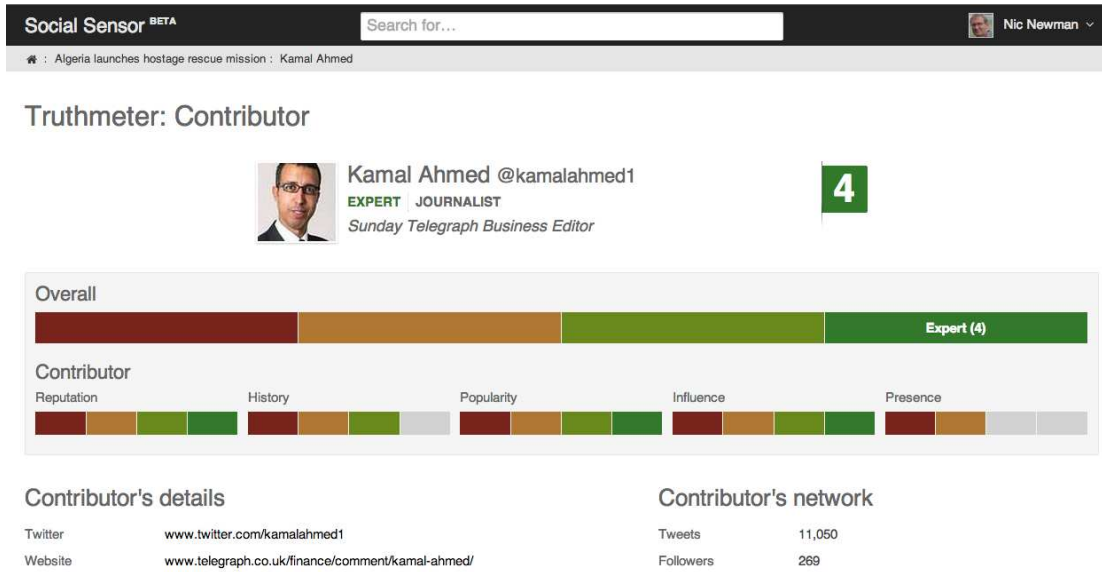 Social Sensor BETA
Search for...
Nic Newman
: Algeria launches hostage rescue mission : Kamal Ahmed
Truthmeter: Contributor
Kamal Ahmed @kamalahmed1
EXPERT JOURNALIST
Sunday Telegraph Business Editor
4
Overall
Expert (4)
Contributor
Reputation History Popularity Influence Presence
Contributor's details
Twitter www.twitter.com/kamalahmed1
Website www.telegraph.co.uk/finance/comment/kamal-ahmed/
Contributor's network
Tweets 11,050
Followers 269